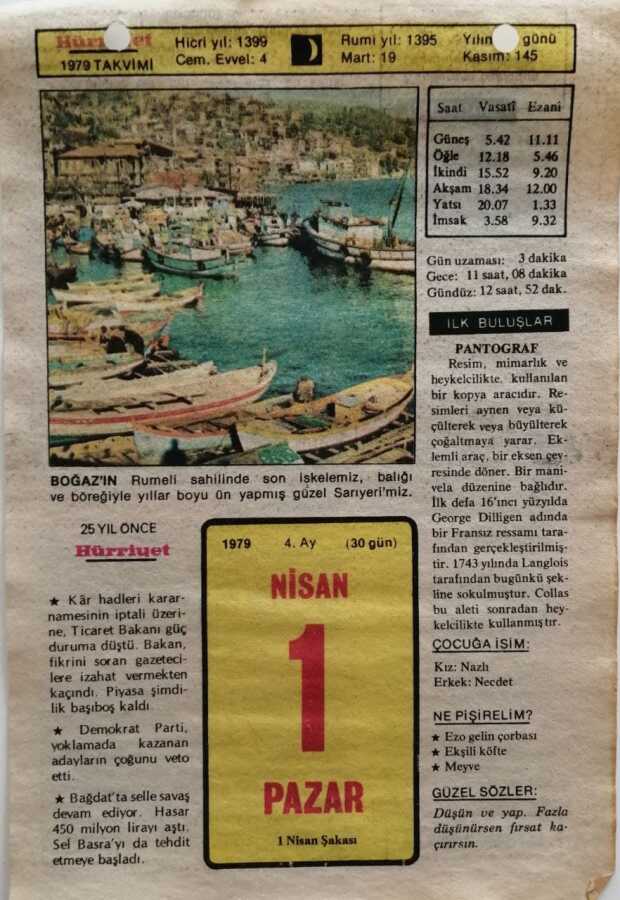 Hürriyet
1979 TAKVİMİ
Hicri yıl: 1399
Cem. Evvel: 4
Rumi yıl: 1395
Mart: 19
günü
Kasım: 145
Saat Vasatî Ezani
Güneş 5.42 11.11
Öğle 12.18 5.46
İkindi 15.52 9.20
Akşam 18.34 12.00
Yatsı 20.07 1.33
İmsak 3.58 9.32
Gün uzaması: 3 dakika
Gece: 11 saat, 08 dakika
Gündüz: 12 saat, 52 dak.
İLK BULUŞLAR
PANTOGRAF
Resim, mimarlık ve
heykelcilikte, kullanılan
bir kopya aracıdır. Re-
simleri aynen veya kü-
çülterek veya büyülterek
çoğaltmaya yarar. Ek-
lemli araç, bir eksen çev-
resinde döner. Bir mani-
vela düzenine bağlıdır.
İlk defa 16'ıncı yüzyılda
George Dilligen adında
bir Fransız ressamı tara-
fından gerçekleştirilmiş-
tir. 1743 yılında Langlois
tarafından bugünkü şek-
line sokulmuştur. Collas
bu aleti sonradan hey-
kelcilikte kullanmıştır.
ÇOCUĞA İSİM:
Kız: Nazlı
Erkek: Necdet
NE PİŞİRELİM?
★ Ezo gelin çorbası
★ Ekşili köfte
★ Meyve
GÜZEL SÖZLER:
Düşün ve yap. Fazla
düşünürsen fırsat ka-
çırırsın.
BOĞAZ'IN Rumeli sahilinde son iskelemiz, balığı
ve böreğiyle yıllar boyu ün yapmış güzel Sarıyeri'miz.
25 YIL ÖNCE
Hürriyet
★ Kâr hadleri karar-
namesinin iptali üzeri-
ne, Ticaret Bakanı güç
duruma düştü. Bakan,
fikrini soran gazeteci-
lere izahat vermekten
kaçındı. Piyasa şimdi-
lik başıboş kaldı.
★ Demokrat Parti,
yoklamada kazanan
adayların çoğunu veto
etti.
★ Bağdat'ta selle savaş
devam ediyor. Hasar
450 milyon lirayı aştı.
Sel Basra'yı da tehdit
etmeye başladı.
1979 4. Ay (30 gün)
NİSAN
1
PAZAR
1 Nisan Şakası